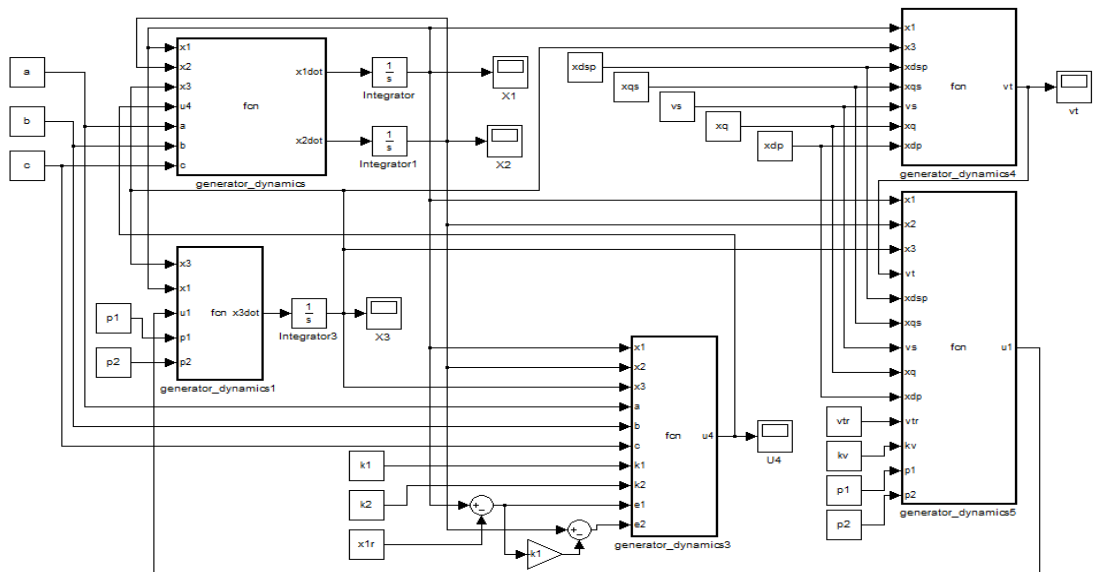 a
b
c
x1
x2
x3
u4
a
b
c
fcn
x1dot
x2dot
generator_dynamics
1
s
Integrator
1
s
Integrator1
X1
X2
xdsp
xqs
vs
xq
xdp
x1
x3
xdsp
xqs
vs
xq
xdp
fcn
vt
generator_dynamics4
vt
p1
p2
x3
x1
u1
p1
p2
fcn
x3dot
generator_dynamics1
1
s
Integrator3
X3
k1
k2
x1r
x1
x2
x3
a
b
c
k1
k2
e1
e2
fcn
u4
generator_dynamics3
U4
+
−
+
−
k1
vtr
kv
p1
p2
x1
x2
x3
vt
xdsp
xqs
vs
xq
xdp
vtr
kv
p1
p2
fcn
u1
generator_dynamics5